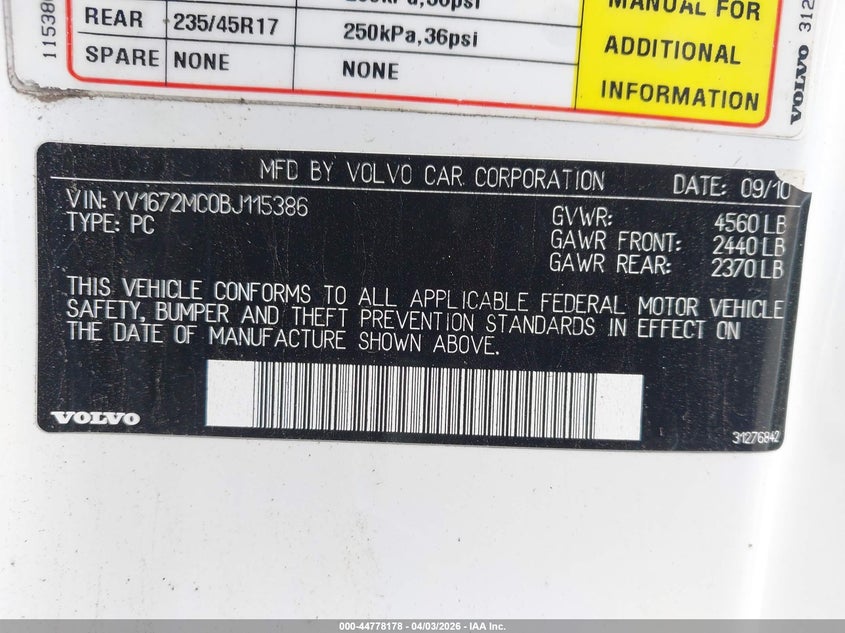 250kPa,36psi
REAR 235/45R17 250kPa,36psi
SPARE NONE NONE
MANUAL FOR
ADDITIONAL
INFORMATION
VOLVO
MFD BY VOLVO CAR CORPORATION DATE: 09/10
VIN: YV1672MC0BJ115386
TYPE: PC
GVWR: 4560 LB
GAWR FRONT: 2440 LB
GAWR REAR: 2370 LB
THIS VEHICLE CONFORMS TO ALL APPLICABLE FEDERAL MOTOR VEHICLE
SAFETY, BUMPER AND THEFT PREVENTION STANDARDS IN EFFECT ON
THE DATE OF MANUFACTURE SHOWN ABOVE.
VOLVO
31276842
000-44778178 - 04/03/2026 - IAA Inc.